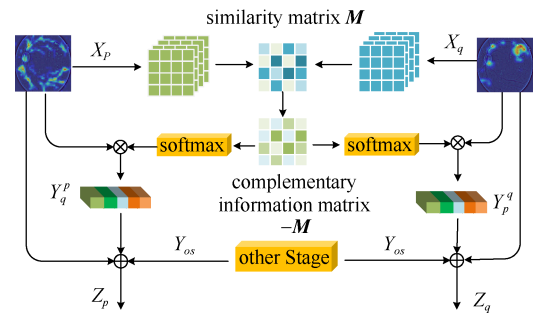 similarity matrix M
X_P
X_q
softmax
softmax
Y_q^p
complementary
information matrix
−M
Y_p^q
Y_os
other Stage
Y_os
Z_p
Z_q